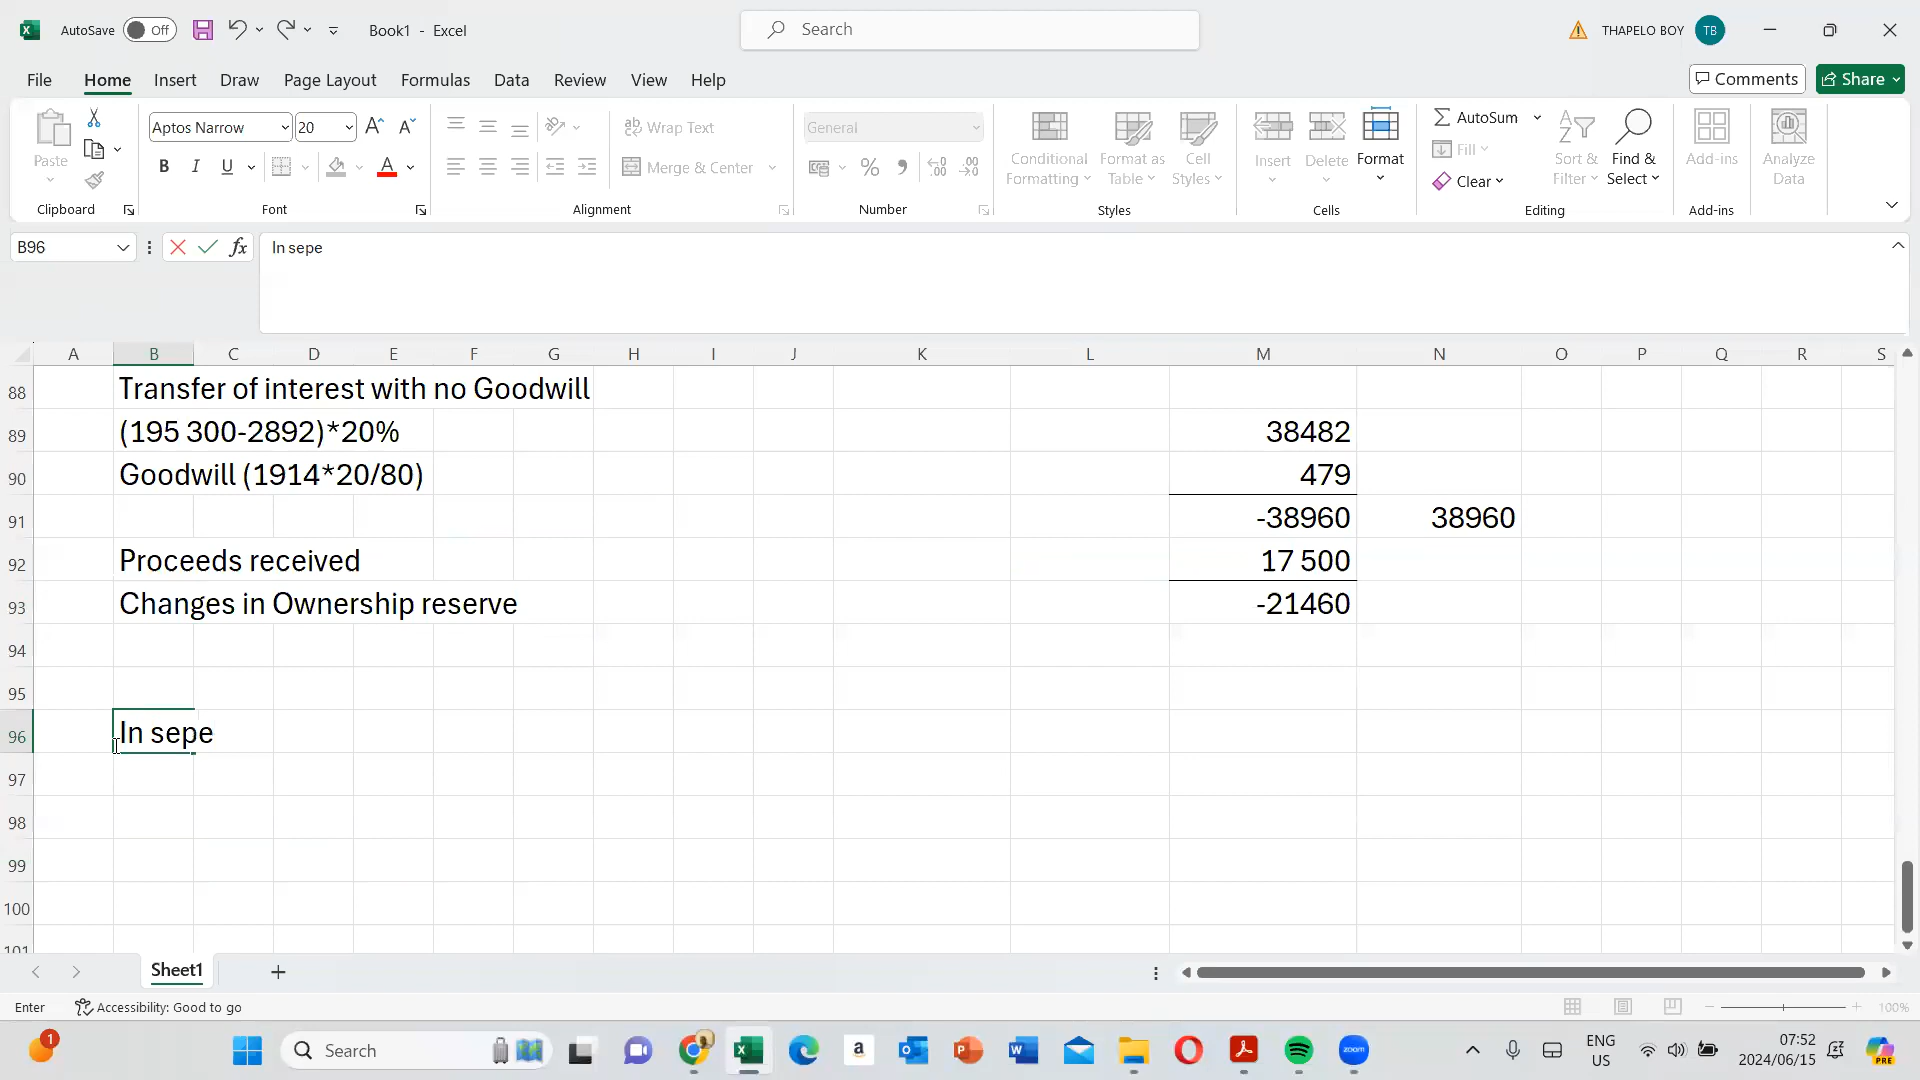 AutoSave Off Book1 - Excel Search THAPELO BOY TB
File Home Insert Draw Page Layout Formulas Data Review View Help Comments Share
Paste Clipboard
Aptos Narrow 20 B I U A Font
Wrap Text Merge & Center Alignment
General % Number
Conditional Formatting Format as Table Cell Styles Styles
Insert Delete Format Cells
AutoSum Fill Clear Sort & Filter Find & Select Editing
Add-ins Add-ins
Analyze Data
B96 fx In sepe
A B C D E F G H I J K L M N O P Q R S
88 Transfer of interest with no Goodwill
89 (195 300-2892)*20% 38482
90 Goodwill (1914*20/80) 479
91 -38960 38960
92 Proceeds received 17 500
93 Changes in Ownership reserve -21460
94
95
96 In sepe
97
98
99
100
101
Sheet1
Enter Accessibility: Good to go 100%
1 Search a zoom ENG US 07:52 2024/06/15 PRE